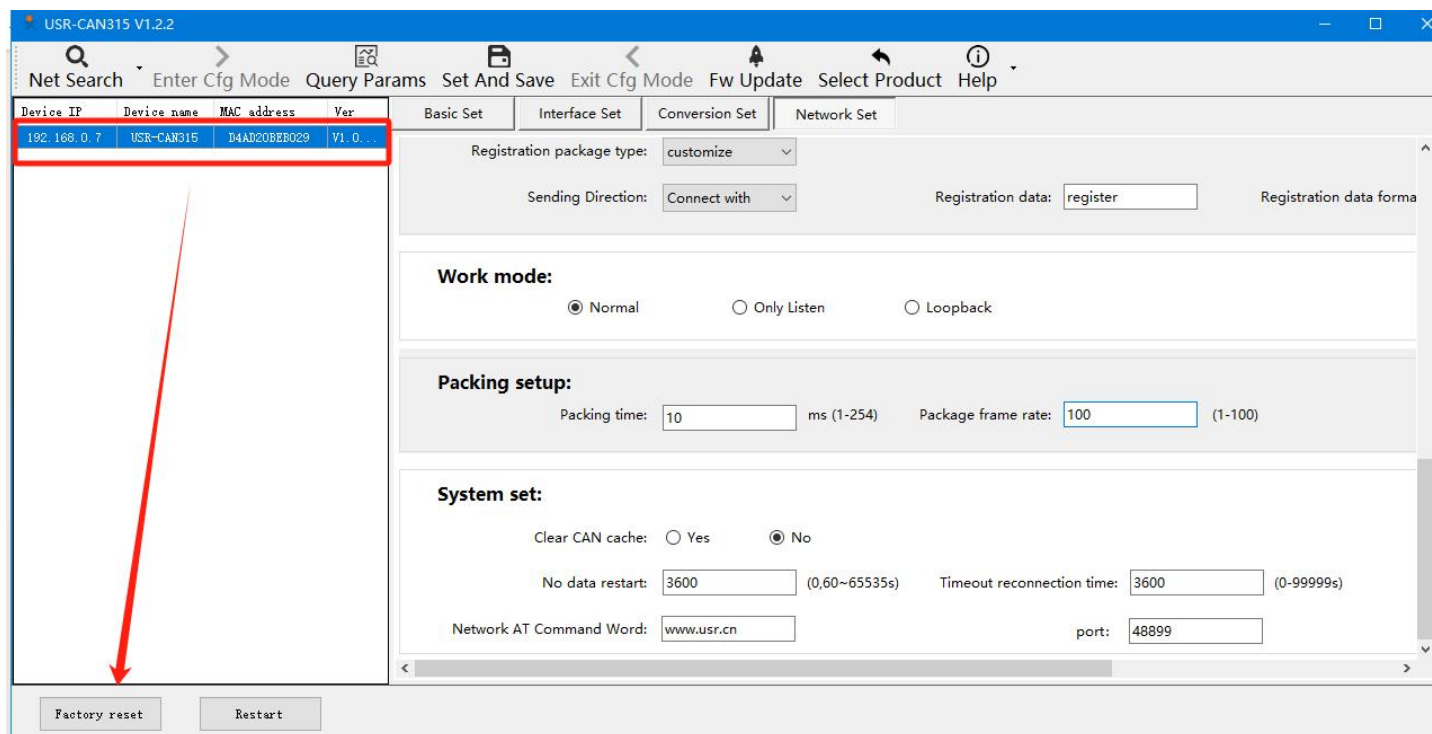 USR-CAN315 V1.2.2
Net Search Enter Cfg Mode Query Params Set And Save Exit Cfg Mode Fw Update Select Product Help
Device IP Device name MAC address Ver Basic Set Interface Set Conversion Set Network Set
192.168.0.7 USR-CAN315 D4AD20BEB029 V1.0...
Registration package type: customize
Sending Direction: Connect with Registration data: register Registration data forma
Work mode:
Normal Only Listen Loopback
Packing setup:
Packing time: 10 ms (1-254) Package frame rate: 100 (1-100)
System set:
Clear CAN cache: Yes No
No data restart: 3600 (0,60~65535s) Timeout reconnection time: 3600 (0-99999s)
Network AT Command Word: www.usr.cn port: 48899
Factory reset Restart